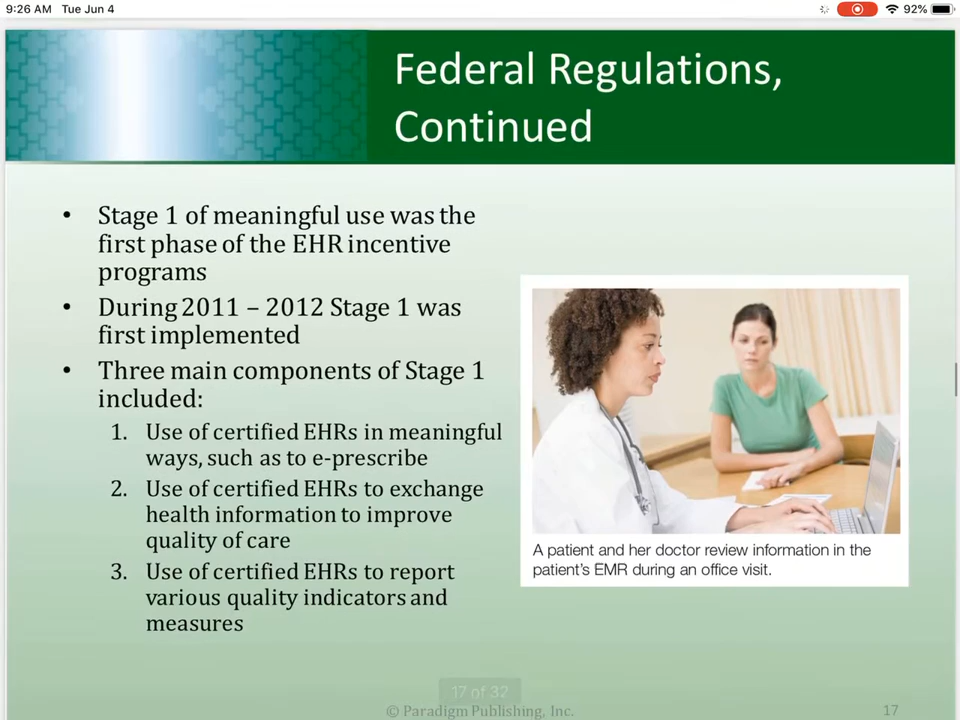 9:26 AM Tue Jun 4
92%
Federal Regulations,
Continued
• Stage 1 of meaningful use was the
first phase of the EHR incentive
programs
• During 2011 – 2012 Stage 1 was
first implemented
• Three main components of Stage 1
included:
1. Use of certified EHRs in meaningful
ways, such as to e-prescribe
2. Use of certified EHRs to exchange
health information to improve
quality of care
3. Use of certified EHRs to report
various quality indicators and
measures
A patient and her doctor review information in the
patient's EMR during an office visit.
17 of 32
© Paradigm Publishing, Inc.
17